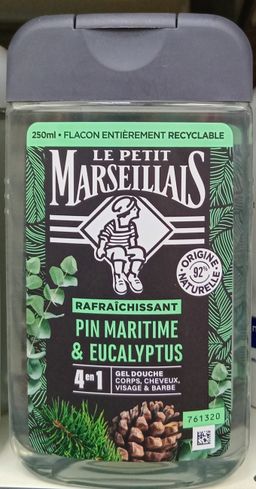 250ml • FLACON ENTIÈREMENT RECYCLABLE
LE PETIT
MARSEILLAIS
ORIGINE
92%
NATURELLE
RAFRAÎCHISSANT
PIN MARITIME
& EUCALYPTUS
4 en 1
GEL DOUCHE
CORPS, CHEVEUX,
VISAGE & BARBE
761320